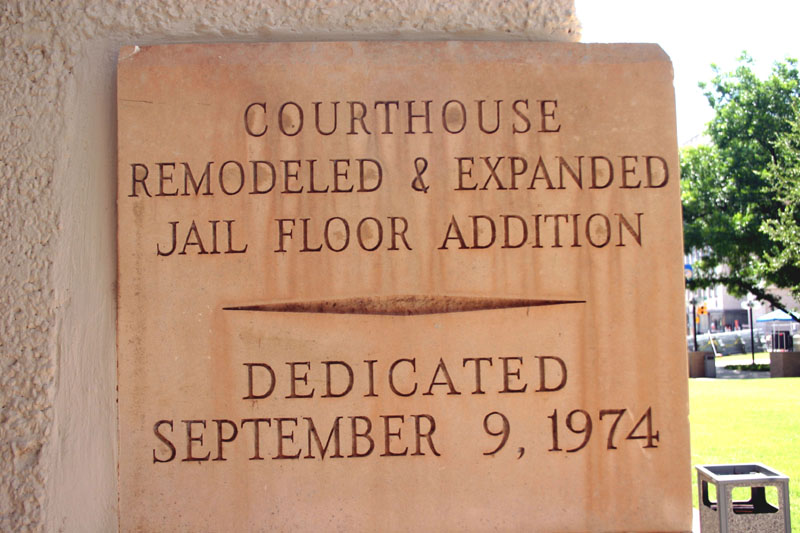 COURTHOUSE
REMODELED & EXPANDED
JAIL FLOOR ADDITION
DEDICATED
SEPTEMBER 9, 1974